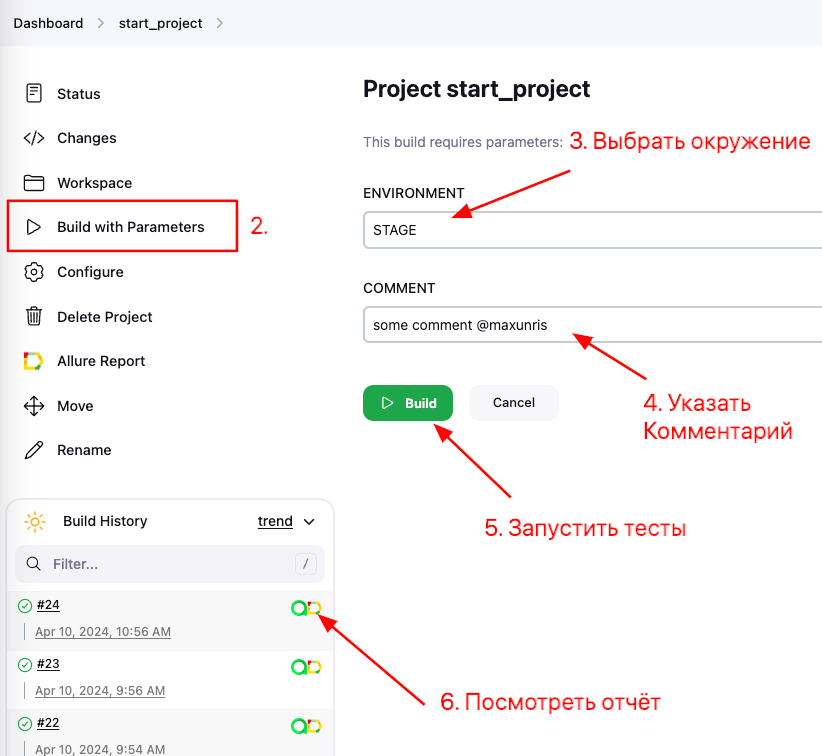 Dashboard > start_project >
Status
Changes
Workspace
Build with Parameters
2.
Configure
Delete Project
Allure Report
Move
Rename
Project start_project
This build requires parameters:
3. Выбрать окружение
ENVIRONMENT
STAGE
COMMENT
some comment @maxunris
Build
Cancel
4. Указать
Комментарий
5. Запустить тесты
Build History
trend
Filter...
/
#24
Apr 10, 2024, 10:56 AM
#23
Apr 10, 2024, 9:56 AM
6. Посмотреть отчёт
#22
Apr 10, 2024, 9:54 AM